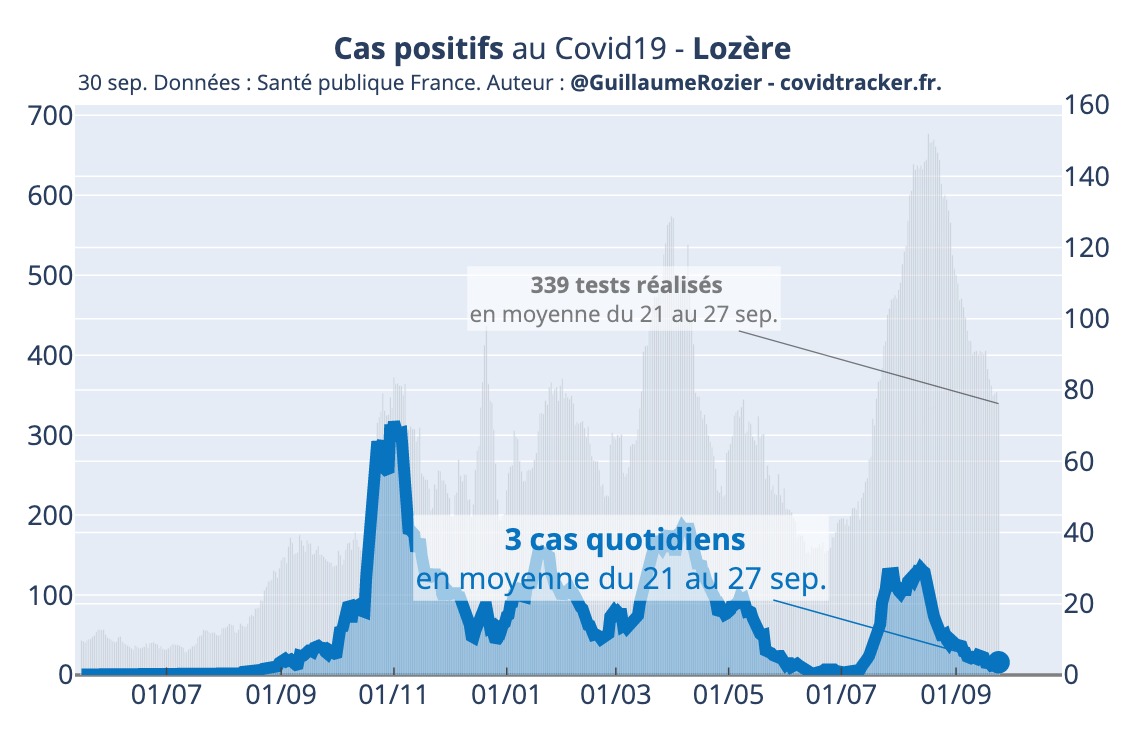 Cas positifs au Covid19 - Lozère
30 sep. Données : Santé publique France. Auteur : @GuillaumeRozier - covidtracker.fr.
700
600
500
400
300
200
100
0
160
140
120
100
80
60
40
20
0
339 tests réalisés
en moyenne du 21 au 27 sep.
3 cas quotidiens
en moyenne du 21 au 27 sep.
01/07 01/09 01/11 01/01 01/03 01/05 01/07 01/09